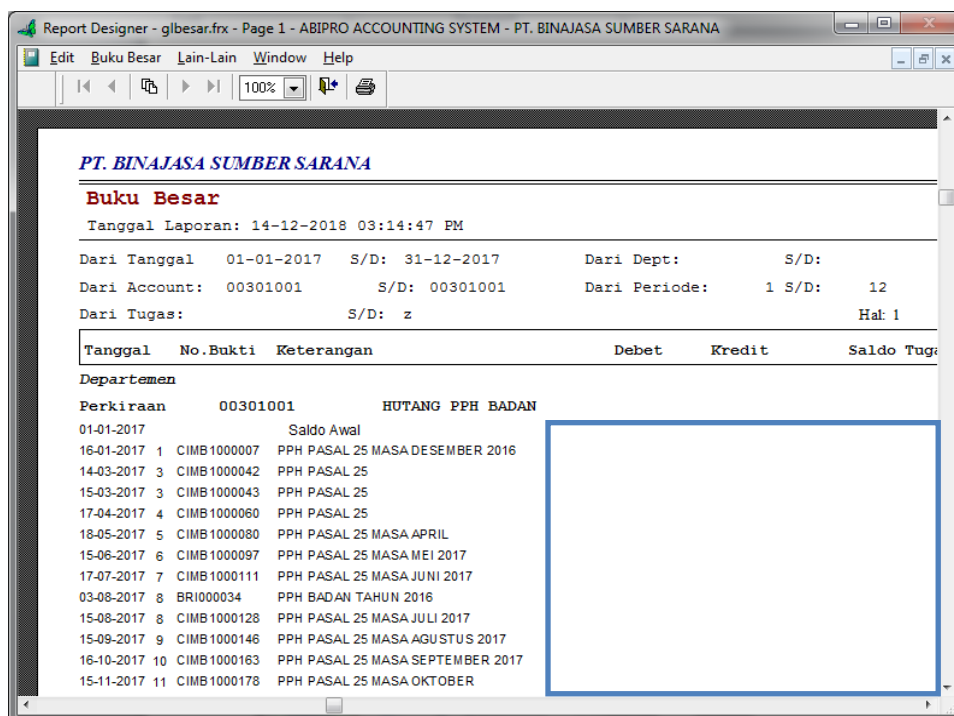 Report Designer - glbesar.frx - Page 1 - ABIPRO ACCOUNTING SYSTEM - PT. BINAJASA SUMBER SARANA
Edit Buku Besar Lain-Lain Window Help
100%
PT. BINAJASA SUMBER SARANA
Buku Besar
Tanggal Laporan: 14-12-2018 03:14:47 PM
Dari Tanggal 01-01-2017 S/D: 31-12-2017 Dari Dept: S/D:
Dari Account: 00301001 S/D: 00301001 Dari Periode: 1 S/D: 12
Dari Tugas: S/D: z Hal: 1
Tanggal No.Bukti Keterangan Debet Kredit Saldo Tuga
Departemen
Perkiraan 00301001 HUTANG PPH BADAN
01-01-2017 Saldo Awal
16-01-2017 1 CIMB1000007 PPH PASAL 25 MASA DESEMBER 2016
14-03-2017 3 CIMB1000042 PPH PASAL 25
15-03-2017 3 CIMB1000043 PPH PASAL 25
17-04-2017 4 CIMB1000060 PPH PASAL 25
18-05-2017 5 CIMB1000080 PPH PASAL 25 MASA APRIL
15-06-2017 6 CIMB1000097 PPH PASAL 25 MASA MEI 2017
17-07-2017 7 CIMB1000111 PPH PASAL 25 MASA JUNI 2017
03-08-2017 8 BRI000034 PPH BADAN TAHUN 2016
15-08-2017 8 CIMB1000128 PPH PASAL 25 MASA JULI 2017
15-09-2017 9 CIMB1000146 PPH PASAL 25 MASA AGUSTUS 2017
16-10-2017 10 CIMB1000163 PPH PASAL 25 MASA SEPTEMBER 2017
15-11-2017 11 CIMB1000178 PPH PASAL 25 MASA OKTOBER